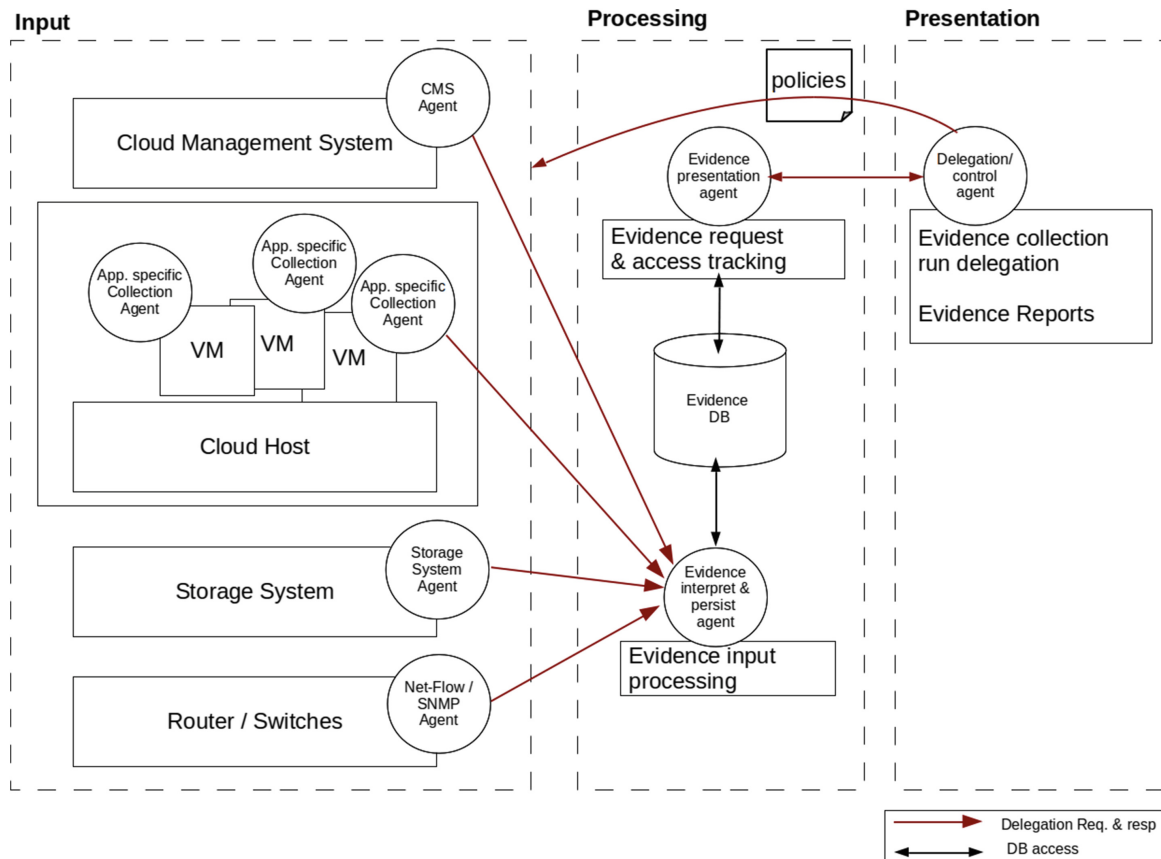 Input
Processing
Presentation
CMS
Agent
Cloud Management System
App. specific
Collection
Agent
App. specific
Collection
Agent
App. specific
Collection
Agent
VM
VM
VM
Cloud Host
Storage
System
Agent
Storage System
Net-Flow /
SNMP
Agent
Router / Switches
policies
Evidence
presentation
agent
Evidence request
& access tracking
Evidence
DB
Evidence
interpret &
persist
agent
Evidence input
processing
Delegation/
control
agent
Evidence collection
run delegation
Evidence Reports
Delegation Req. & resp
DB access